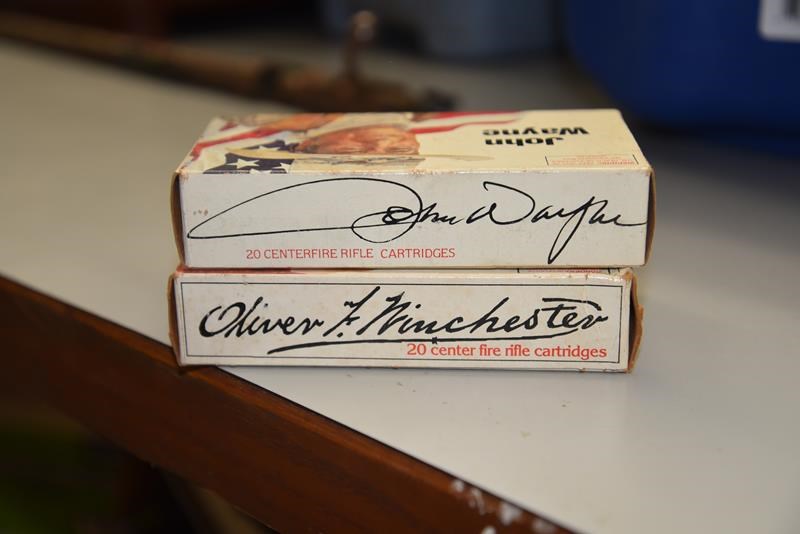 John
Wayne
John Wayne
20 CENTERFIRE RIFLE CARTRIDGES
Oliver F. Winchester
20 center fire rifle cartridges